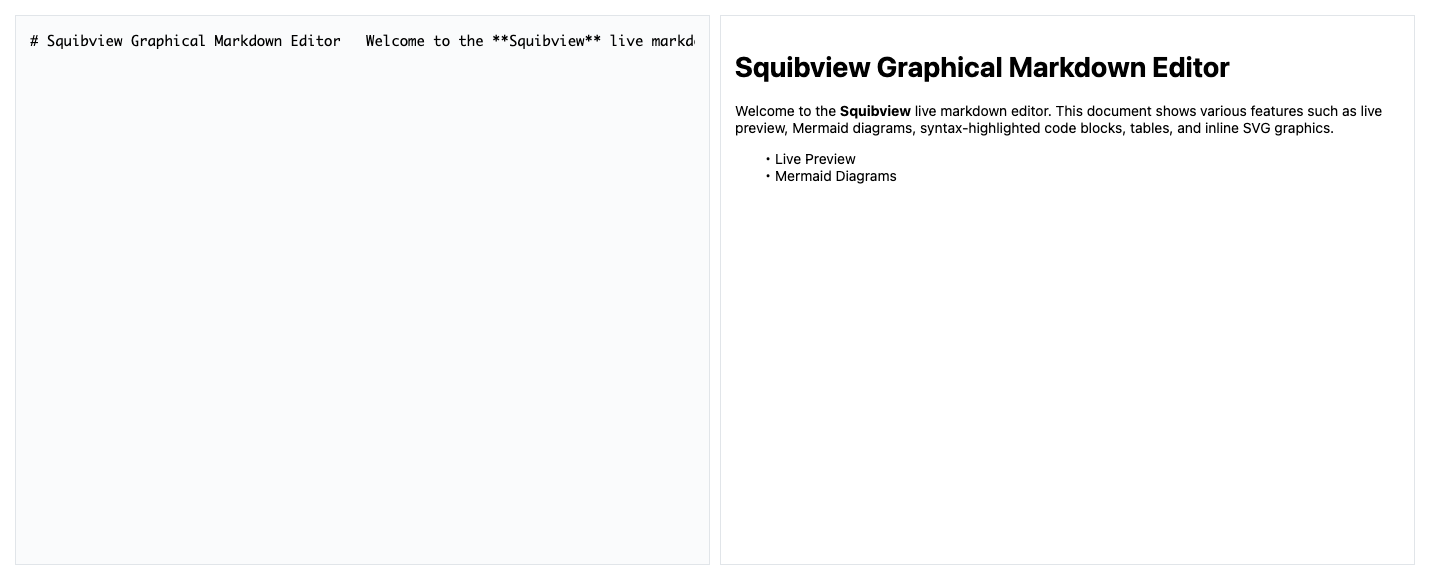 # Squibview Graphical Markdown Editor   Welcome to the **Squibview** live markd
Squibview Graphical Markdown Editor
Welcome to the Squibview live markdown editor. This document shows various features such as live
preview, Mermaid diagrams, syntax-highlighted code blocks, tables, and inline SVG graphics.
• Live Preview
• Mermaid Diagrams